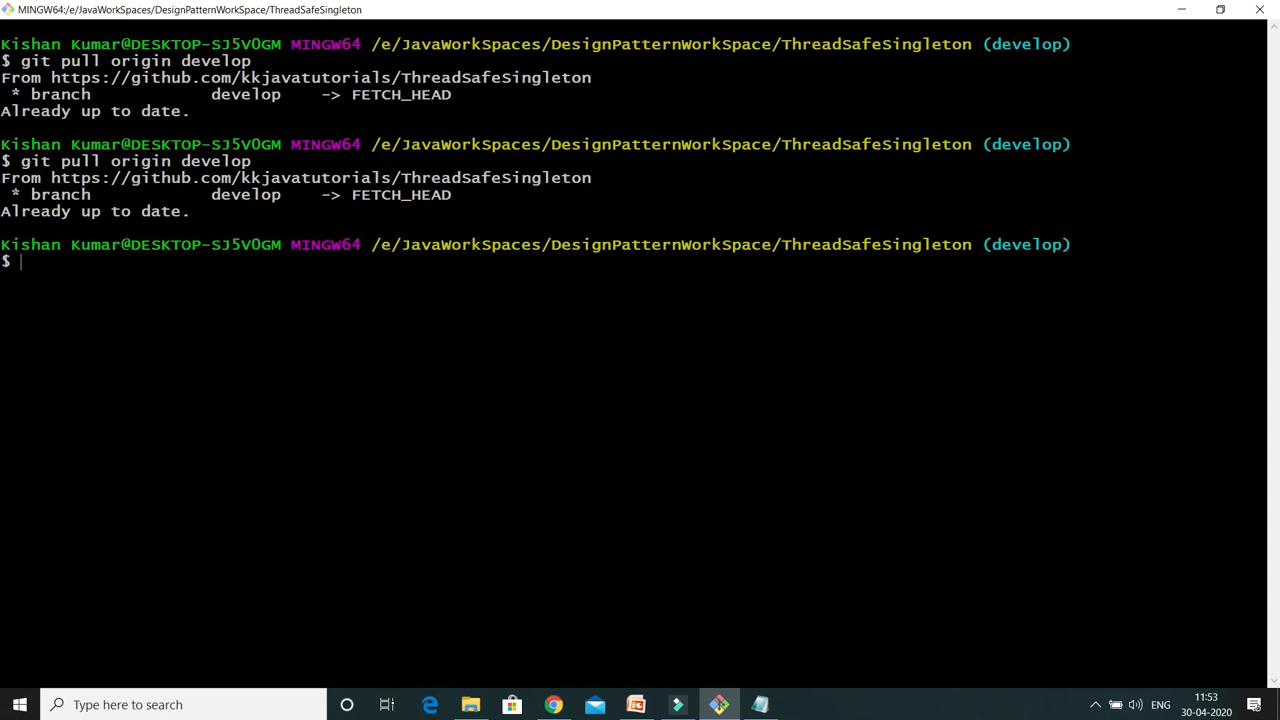 MINGW64:/e/JavaWorkSpaces/DesignPatternWorkSpace/ThreadSafeSingleton
Kishan Kumar@DESKTOP-SJ5V0GM MINGW64 /e/JavaWorkSpaces/DesignPatternWorkSpace/ThreadSafeSingleton (develop)
$ git pull origin develop
From https://github.com/kkjavatutorials/ThreadSafeSingleton
 * branch            develop    -> FETCH_HEAD
Already up to date.
Kishan Kumar@DESKTOP-SJ5V0GM MINGW64 /e/JavaWorkSpaces/DesignPatternWorkSpace/ThreadSafeSingleton (develop)
$ git pull origin develop
From https://github.com/kkjavatutorials/ThreadSafeSingleton
 * branch            develop    -> FETCH_HEAD
Already up to date.
Kishan Kumar@DESKTOP-SJ5V0GM MINGW64 /e/JavaWorkSpaces/DesignPatternWorkSpace/ThreadSafeSingleton (develop)
$
Type here to search
ENG
11:53
30-04-2020